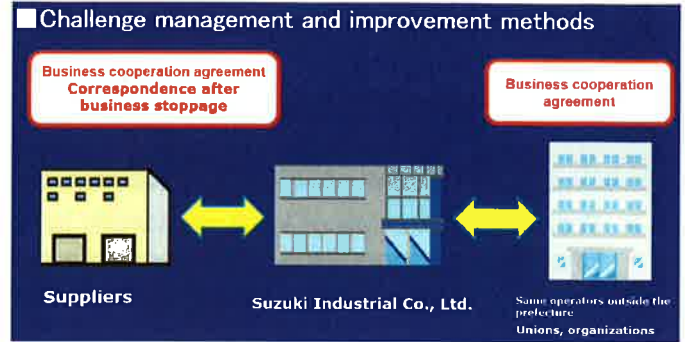 ■Challenge management and improvement methods
Business cooperation agreement
Correspondence after
business stoppage
Business cooperation
agreement
Suppliers
Suzuki Industrial Co., Ltd.
Same operators outside the
prefecture
Unions, organizations